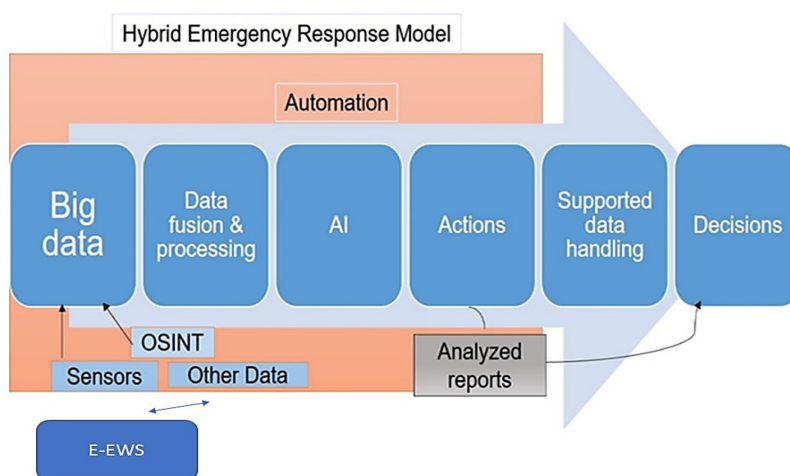 Hybrid Emergency Response Model
Automation
Big
data
Data
fusion &
processing
AI
Actions
Supported
data
handling
Decisions
OSINT
Sensors
Other Data
Analyzed
reports
E-EWS